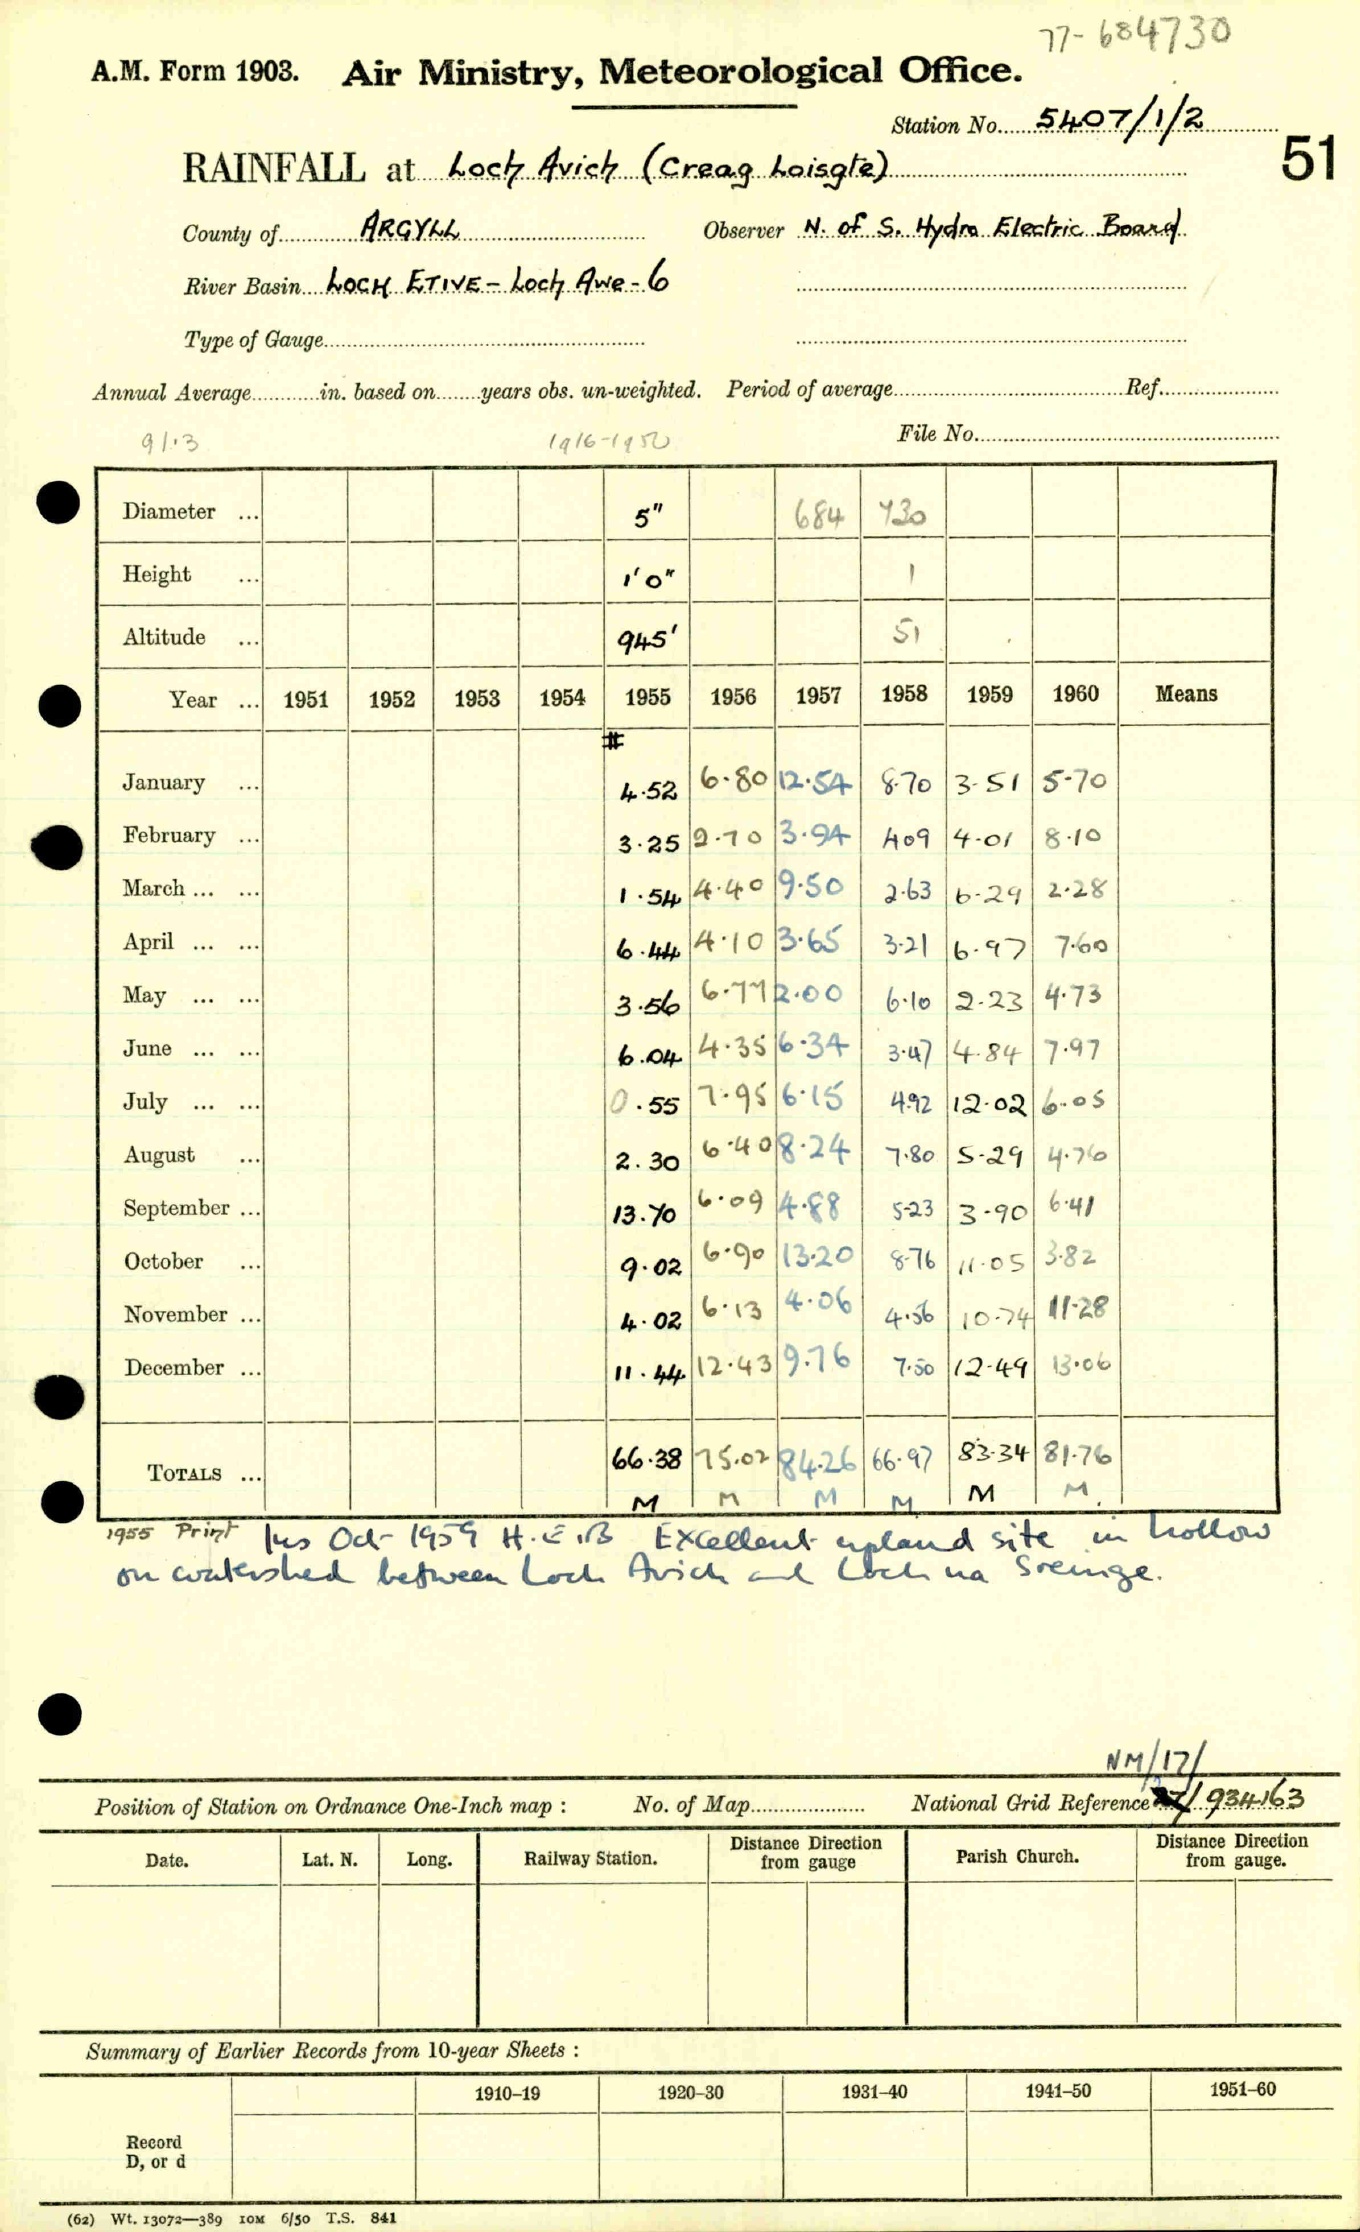 77-684730
A.M. Form 1903. Air Ministry, Meteorological Office.
Station No. 5407/1/2
51
RAINFALL at Loch Avich (Creag Loisgte)
County of ARGYLL Observer N. of S. Hydro Electric Board
River Basin LOCH ETIVE - Loch Awe - 6
Type of Gauge
Annual Average in. based on years obs. un-weighted. Period of average Ref.
91.3 1916-1950 File No.
Diameter ... 5" 684 730
Height ... 1'0" 1
Altitude ... 945' 51
Year ... 1951 1952 1953 1954 1955 1956 1957 1958 1959 1960 Means
#
January ... 4.52 6.80 12.54 8.70 3.51 5.70
February ... 3.25 2.70 3.94 4.09 4.01 8.10
March ... ... 1.54 4.40 9.50 2.63 6.29 2.28
April ... ... 6.44 4.10 3.65 3.21 6.97 7.60
May ... ... 3.56 6.77 2.00 6.10 2.23 4.73
June ... ... 6.04 4.35 6.34 3.47 4.84 7.97
July ... ... 0.55 7.95 6.15 4.92 12.02 6.05
August ... 2.30 6.40 8.24 7.80 5.29 4.76
September ... 13.70 6.09 4.88 5.23 3.90 6.41
October ... 9.02 6.90 13.20 8.76 11.05 3.82
November ... 4.02 6.13 4.06 4.56 10.74 11.28
December ... 11.44 12.43 9.76 7.50 12.49 13.06
TOTALS ... 66.38 75.02 84.26 66.97 83.34 81.76
M M M M M M
1955 Print Ins Oct 1959 H.E.B Excellent upland site in hollow
on watershed between Loch Avich and Loch na Sreinge.
NM/17/
Position of Station on Ordnance One-Inch map : No. of Map National Grid Reference 27/ 934163
Date. Lat. N. Long. Railway Station. Distance Direction from gauge Parish Church. Distance Direction from gauge.
Summary of Earlier Records from 10-year Sheets :
1910–19 1920–30 1931–40 1941–50 1951–60
Record
D, or d
(62) Wt. 13072—389 10M 6/50 T.S. 841